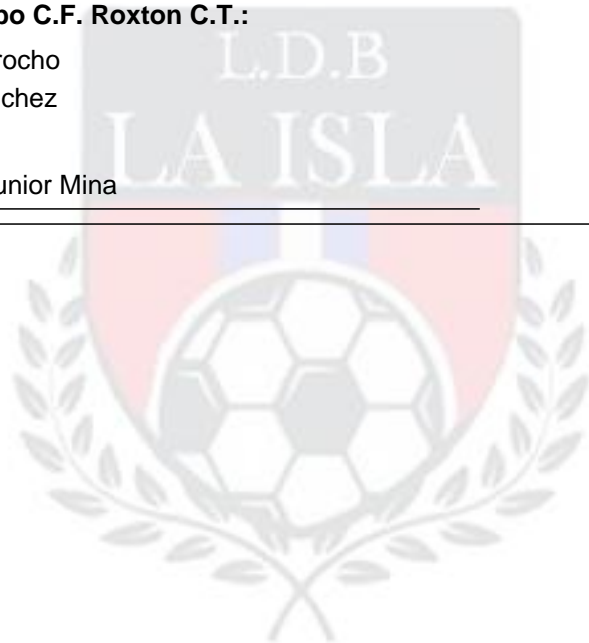 po C.F. Roxton C.T.:
rocho
chez
unior Mina
L.D.B
LA ISLA